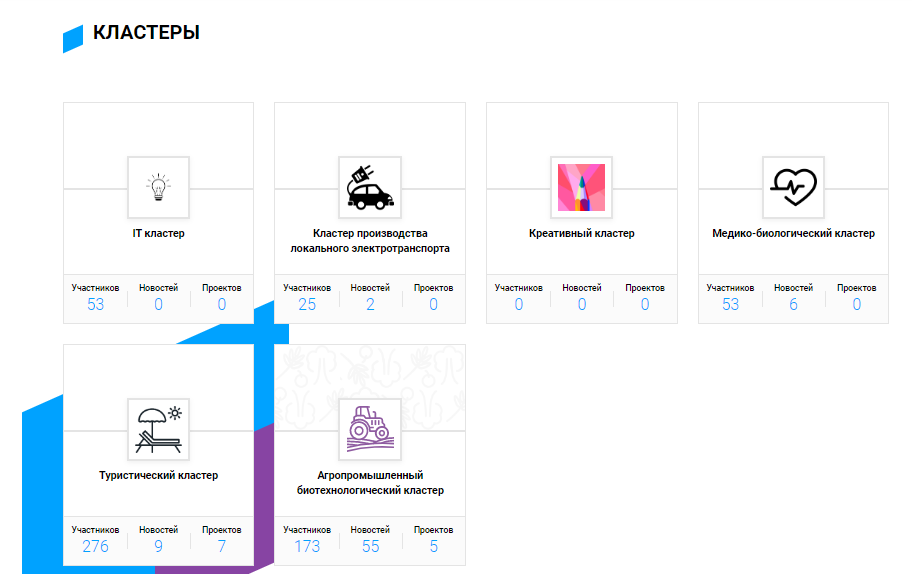 КЛАСТЕРЫ
IT кластер
Участников Новостей Проектов
53 0 0
Кластер производства
локального электротранспорта
Участников Новостей Проектов
25 2 0
Креативный кластер
Участников Новостей Проектов
0 0 0
Медико-биологический кластер
Участников Новостей Проектов
53 6 0
Туристический кластер
Участников Новостей Проектов
276 9 7
Агропромышленный
биотехнологический кластер
Участников Новостей Проектов
173 55 5